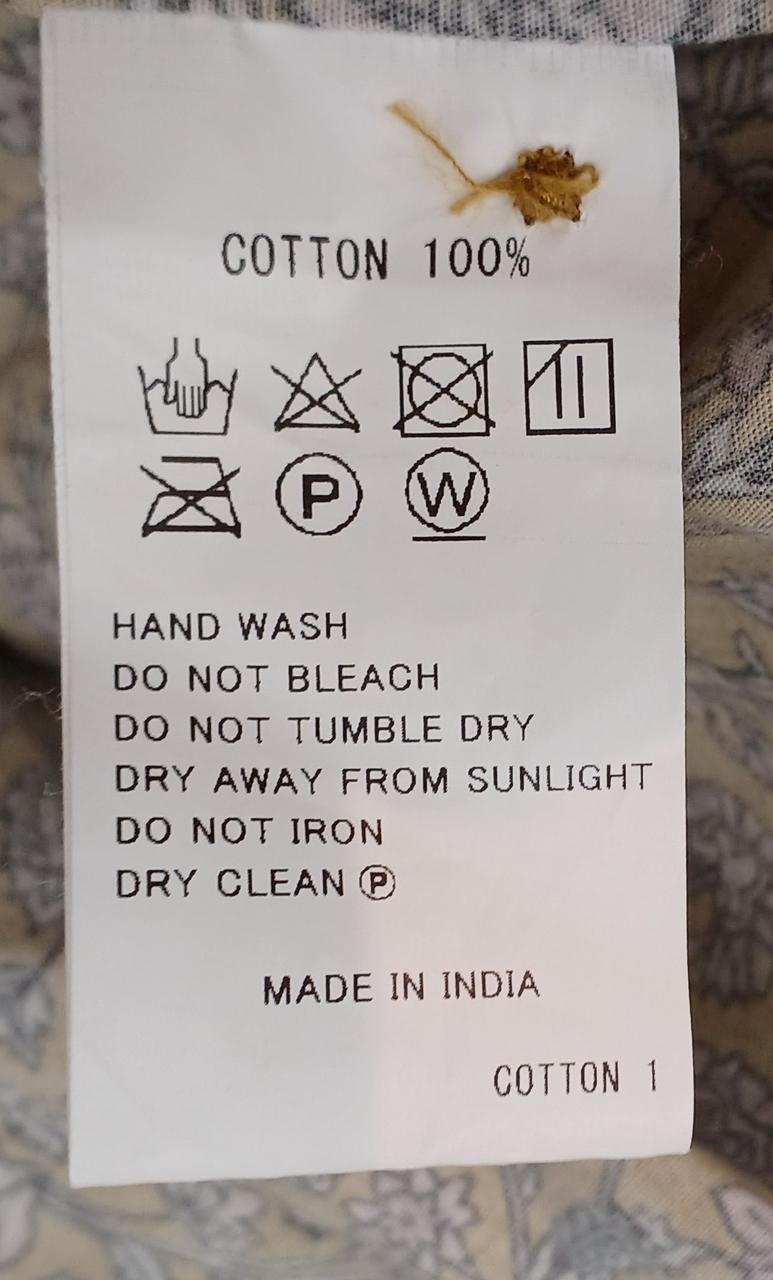 COTTON 100%
P W
HAND WASH
DO NOT BLEACH
DO NOT TUMBLE DRY
DRY AWAY FROM SUNLIGHT
DO NOT IRON
DRY CLEAN Ⓟ
MADE IN INDIA
COTTON 1